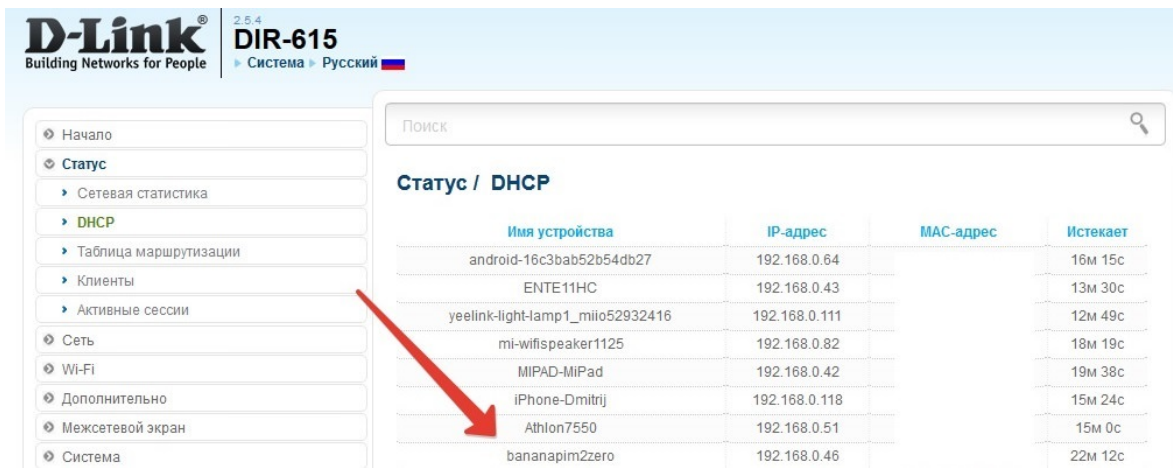 D-Link®
Building Networks for People
2.5.4
DIR-615
Система Русский
Начало
Статус
Сетевая статистика
DHCP
Таблица маршрутизации
Клиенты
Активные сессии
Сеть
Wi-Fi
Дополнительно
Межсетевой экран
Система
Поиск
Статус / DHCP
Имя устройства IP-адрес MAC-адрес Истекает
android-16c3bab52b54db27 192.168.0.64 16м 15с
ENTE11HC 192.168.0.43 13м 30с
yeelink-light-lamp1_miio52932416 192.168.0.111 12м 49с
mi-wifispeaker1125 192.168.0.82 18м 19с
MIPAD-MiPad 192.168.0.42 19м 38с
iPhone-Dmitrij 192.168.0.118 15м 24с
Athlon7550 192.168.0.51 15м 0с
bananapim2zero 192.168.0.46 22м 12с